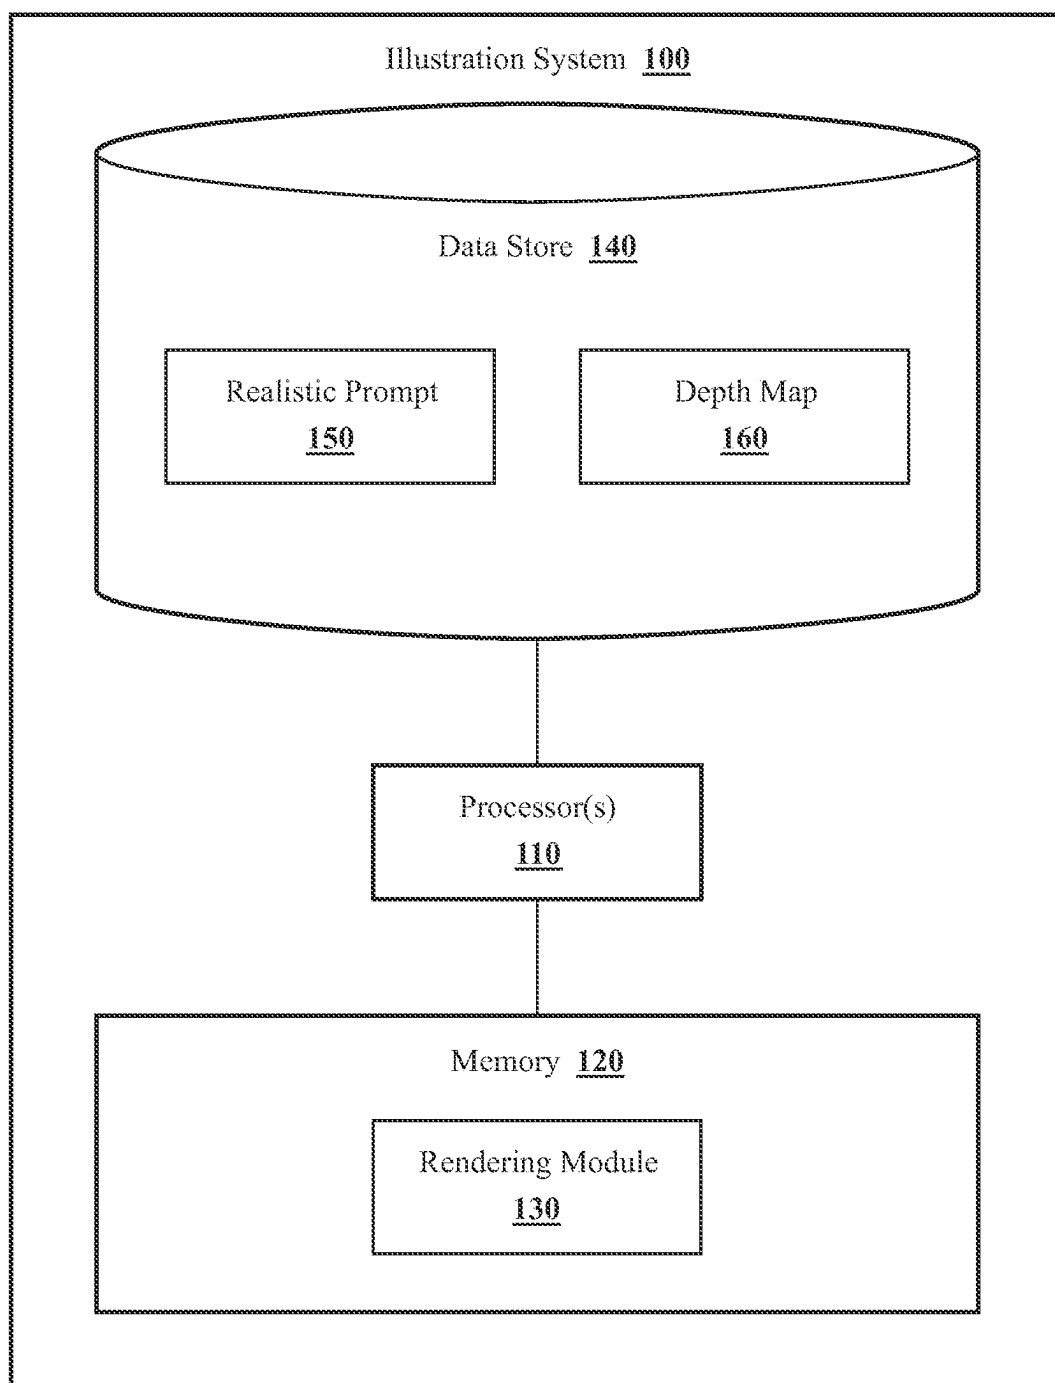 Illustration System 100
Data Store 140
Realistic Prompt
150
Depth Map
160
Processor(s)
110
Memory 120
Rendering Module
130